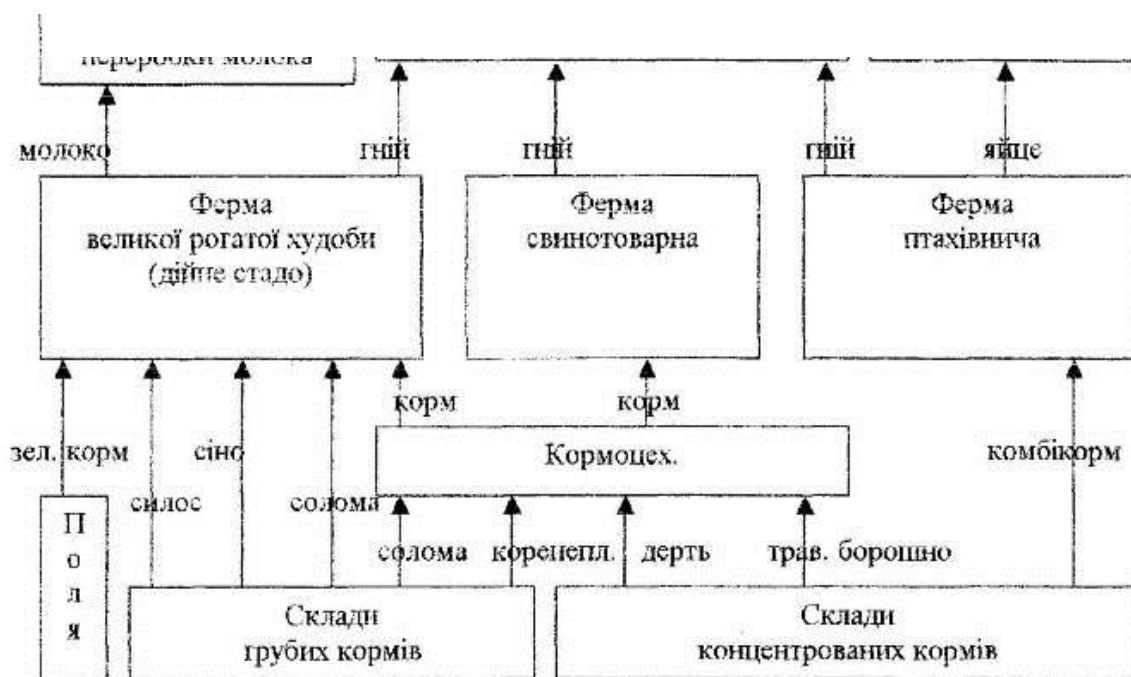 переробки молока
молоко
гній
гній
гній
яйце
Ферма
великої рогатої худоби
(дійне стадо)
Ферма
свинотоварна
Ферма
птахівнича
корм
корм
зел. корм
сіно
Кормоцех.
комбікорм
силос
солома
Поля
солома
коренепл.
дерть
трав. борошно
Склади
грубих кормів
Склади
концентрованих кормів